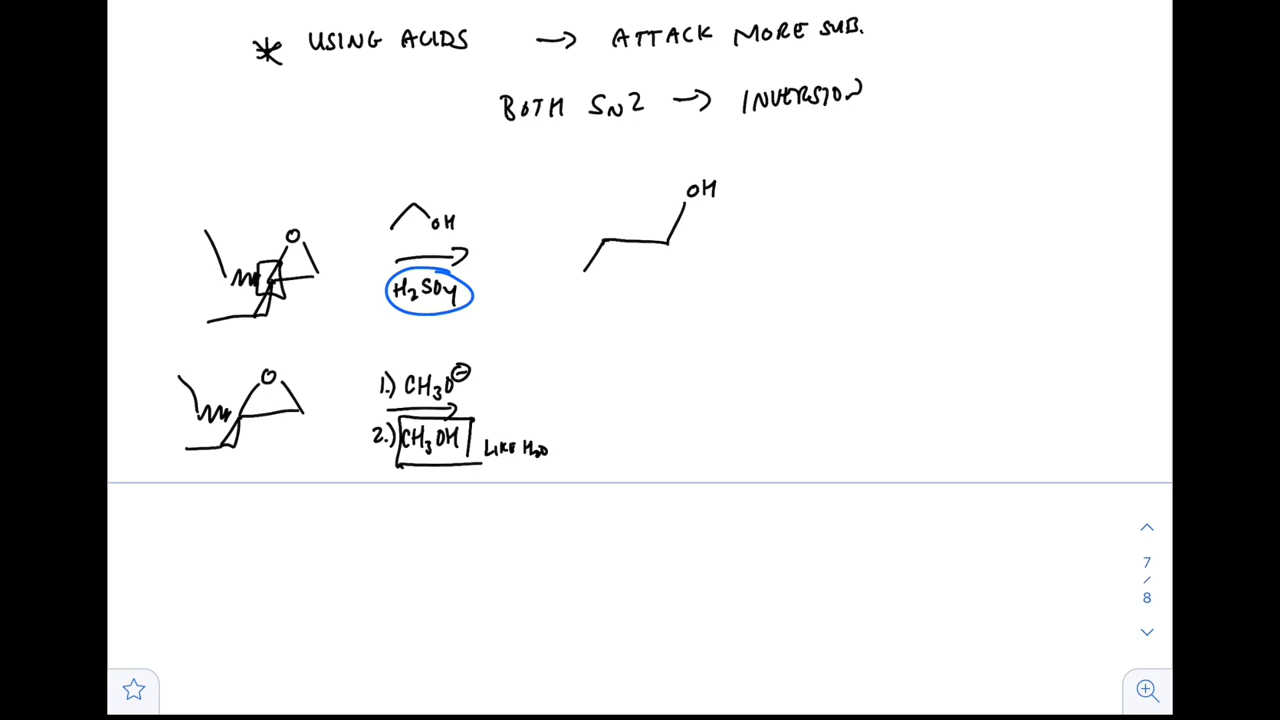 * USING ACIDS → ATTACK MORE SUB.
BOTH SN2 → INVERSION
OH
OH
O
H2SO4
O
1.) CH3O⊖
2.) CH3OH LIKE H2O
7
/
8